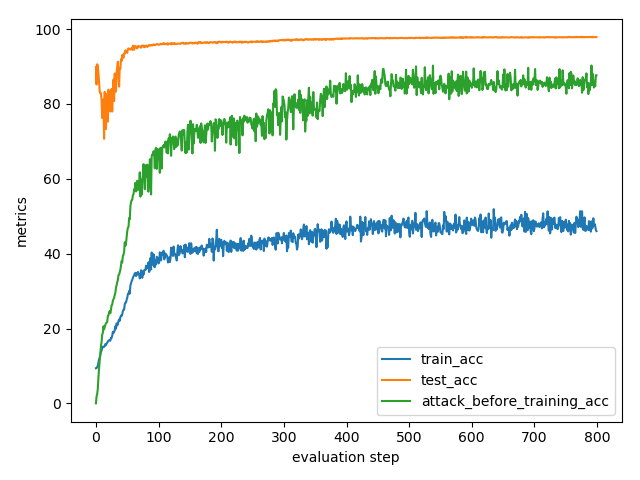 100
80
60
40
20
0
metrics
train_acc
test_acc
attack_before_training_acc
0 100 200 300 400 500 600 700 800
evaluation step